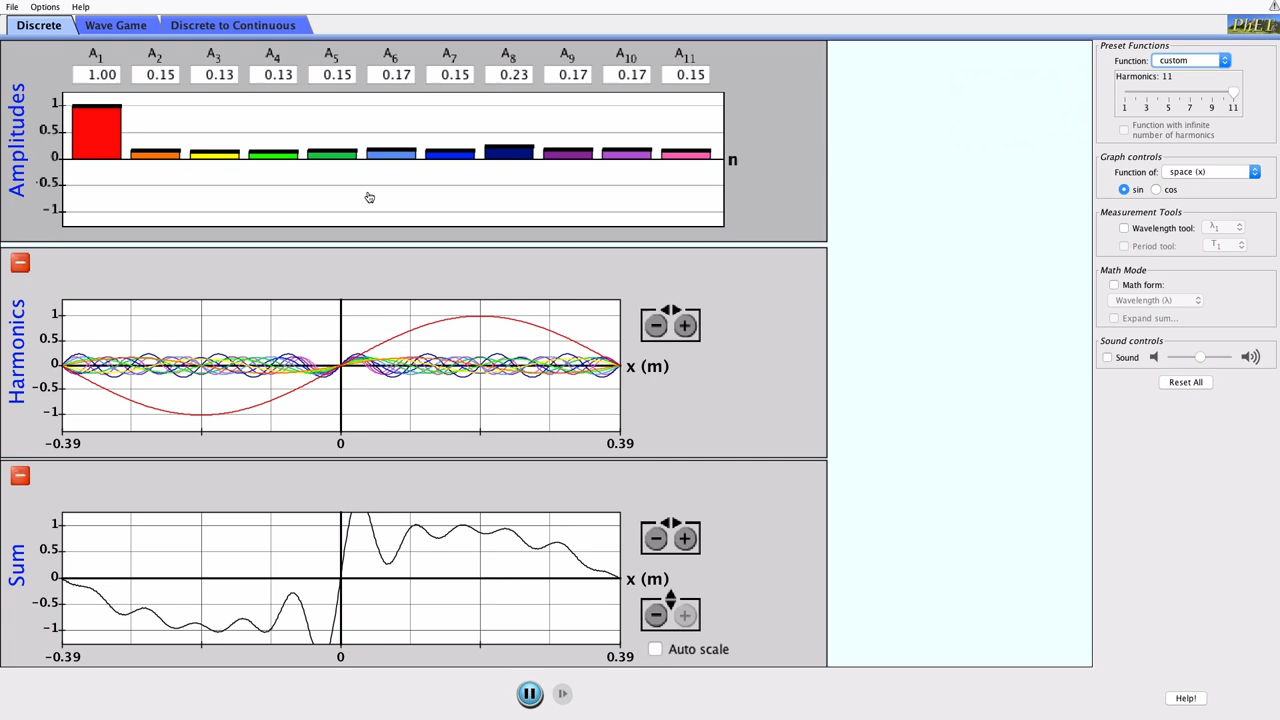 File Options Help
Discrete Wave Game Discrete to Continuous
PhET
Amplitudes
A1 A2 A3 A4 A5 A6 A7 A8 A9 A10 A11
1.00 0.15 0.13 0.13 0.15 0.17 0.15 0.23 0.17 0.17 0.15
1
0.5
0
-0.5
-1
n
Harmonics
1
0.5
0
-0.5
-1
x (m)
-0.39 0 0.39
Sum
1
0.5
0
-0.5
-1
x (m)
-0.39 0 0.39
Auto scale
Preset Functions
Function: custom
Harmonics: 11
1 3 5 7 9 11
Function with infinite
number of harmonics
Graph controls
Function of: space (x)
sin cos
Measurement Tools
Wavelength tool: λ1
Period tool: T1
Math Mode
Math form:
Wavelength (λ)
Expand sum...
Sound controls
Sound
Reset All
Help!